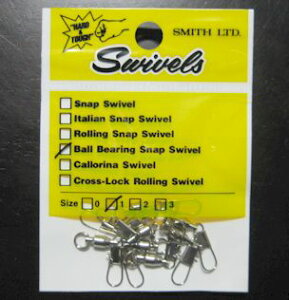 "HARD
&
TOUGH"
SMITH LTD.
Swivels
Snap Swivel
Italian Snap Swivel
Rolling Snap Swivel
Ball Bearing Snap Swivel
Callorina Swivel
Cross-Lock Rolling Swivel
Size 0 1 2 3